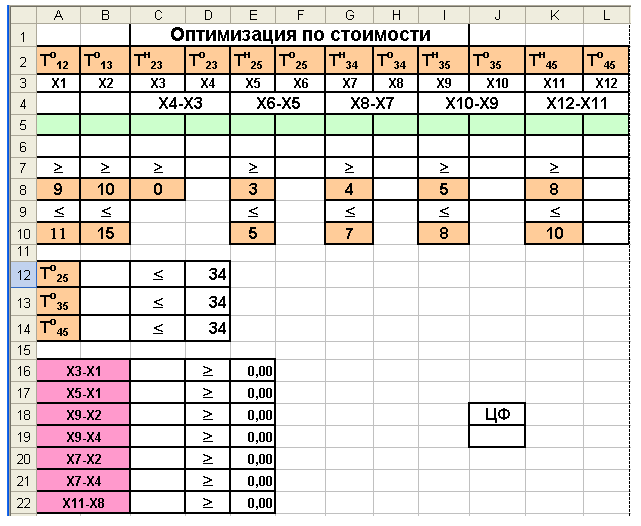 A B C D E F G H I J K L
1 Оптимизация по стоимости
2 Tᴼ₁₂ Tᴼ₁₃ Tᴴ₂₃ Tᴼ₂₃ Tᴴ₂₅ Tᴼ₂₅ Tᴴ₃₄ Tᴼ₃₄ Tᴴ₃₅ Tᴼ₃₅ Tᴴ₄₅ Tᴼ₄₅
3 X1 X2 X3 X4 X5 X6 X7 X8 X9 X10 X11 X12
4 X4-X3 X6-X5 X8-X7 X10-X9 X12-X11
5
6
7 ≥ ≥ ≥ ≥ ≥ ≥ ≥
8 9 10 0 3 4 5 8
9 ≤ ≤ ≤ ≤ ≤ ≤
10 11 15 5 7 8 10
11
12 Tᴼ₂₅ ≤ 34
13 Tᴼ₃₅ ≤ 34
14 Tᴼ₄₅ ≤ 34
15
16 X3-X1 ≥ 0,00
17 X5-X1 ≥ 0,00
18 X9-X2 ≥ 0,00 ЦФ
19 X9-X4 ≥ 0,00
20 X7-X2 ≥ 0,00
21 X7-X4 ≥ 0,00
22 X11-X8 ≥ 0,00